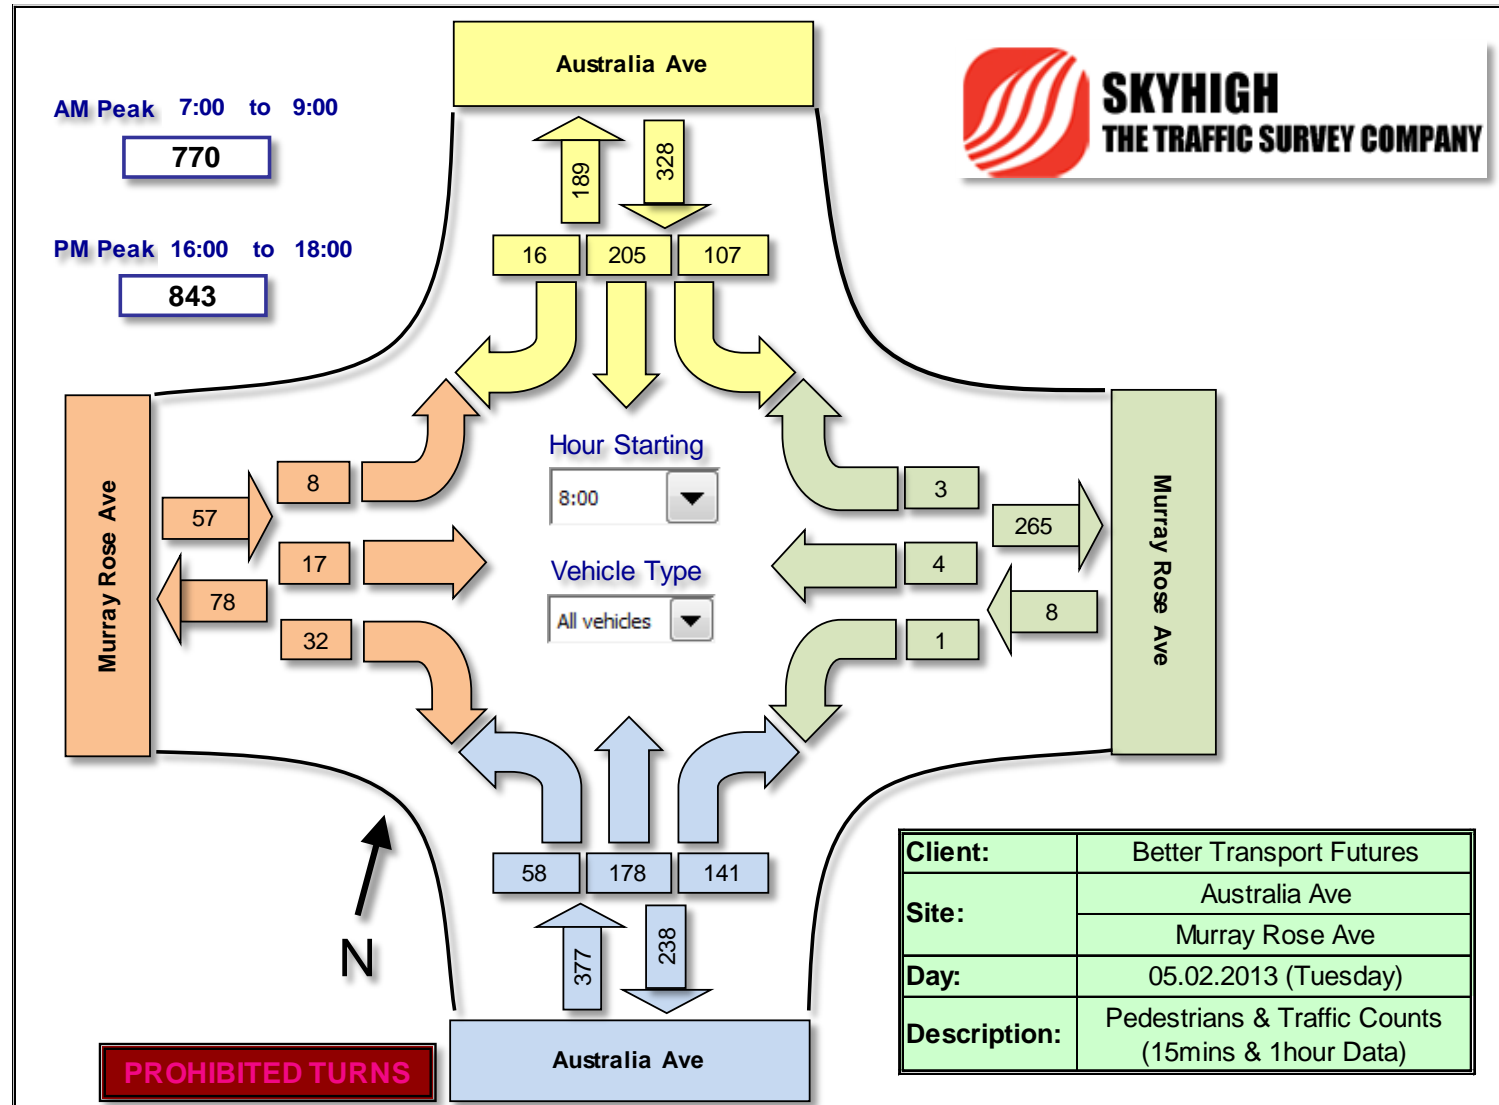 Australia Ave
SKYHIGH
THE TRAFFIC SURVEY COMPANY
AM Peak 7:00 to 9:00
770
PM Peak 16:00 to 18:00
843
189
328
16 205 107
Hour Starting
8:00
Vehicle Type
All vehicles
Murray Rose Ave
57
78
8
17
32
3
4
1
265
8
Murray Rose Ave
58 178 141
377
238
N
Australia Ave
PROHIBITED TURNS
Client: Better Transport Futures
Site: Australia Ave
Murray Rose Ave
Day: 05.02.2013 (Tuesday)
Description: Pedestrians & Traffic Counts
(15mins & 1hour Data)